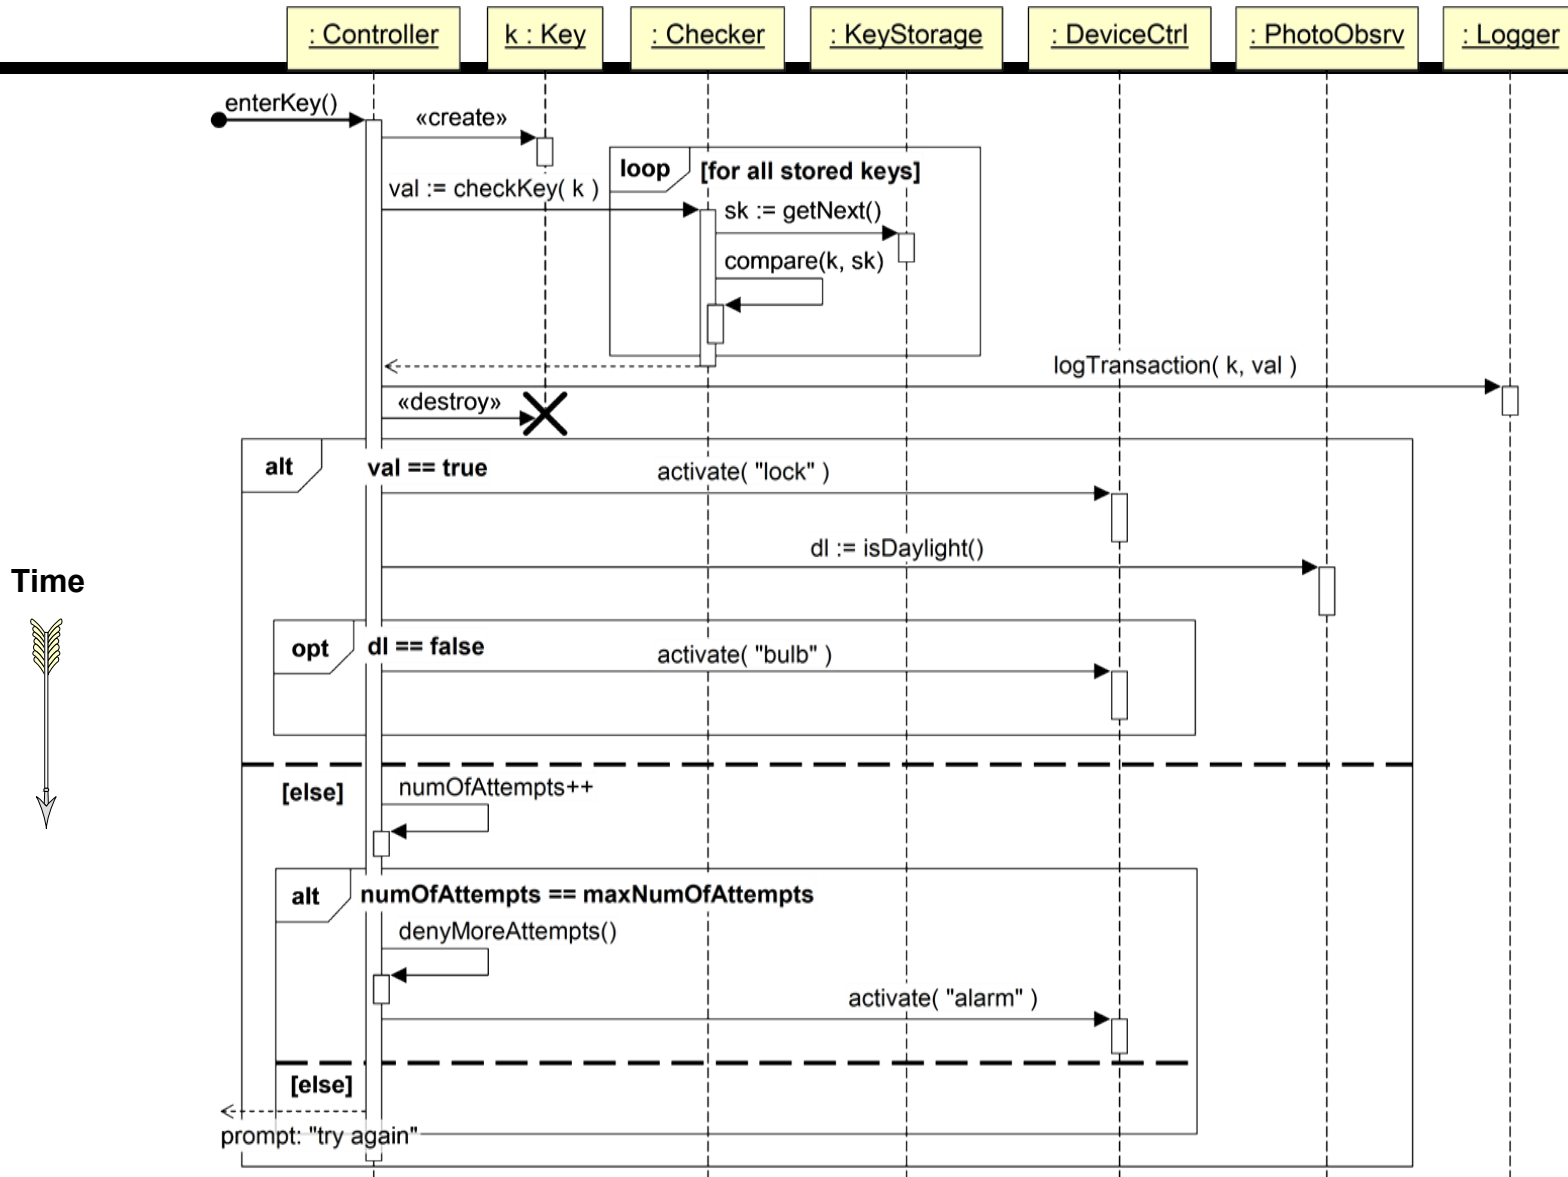 : Controller
k : Key
: Checker
: KeyStorage
: DeviceCtrl
: PhotoObsrv
: Logger
enterKey()
«create»
loop
[for all stored keys]
val := checkKey( k )
sk := getNext()
compare(k, sk)
logTransaction( k, val )
«destroy»
alt
val == true
activate( "lock" )
dl := isDaylight()
Time
opt
dl == false
activate( "bulb" )
[else]
numOfAttempts++
alt
numOfAttempts == maxNumOfAttempts
denyMoreAttempts()
activate( "alarm" )
[else]
prompt: "try again"